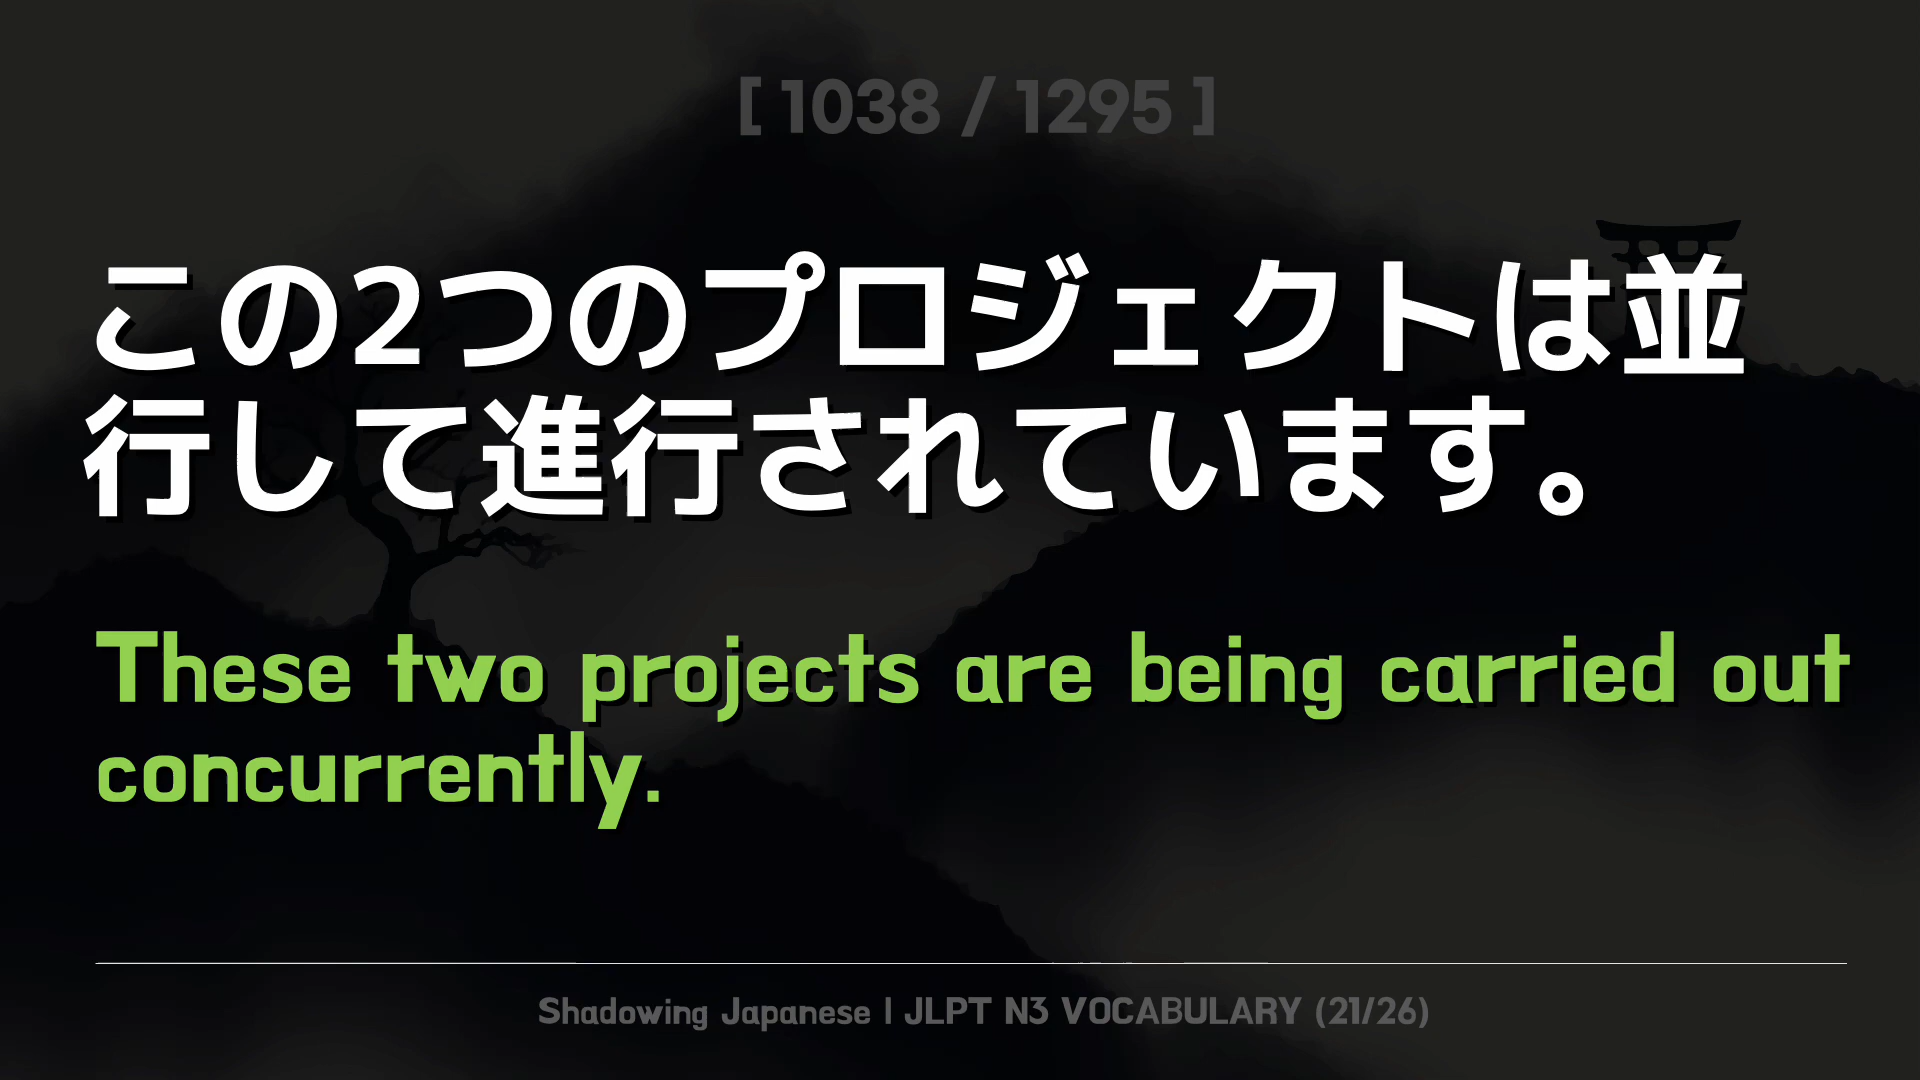 [ 1038 / 1295 ]
この2つのプロジェクトは並
行して進行されています。
These two projects are being carried out
concurrently.
Shadowing Japanese | JLPT N3 VOCABULARY (21/26)